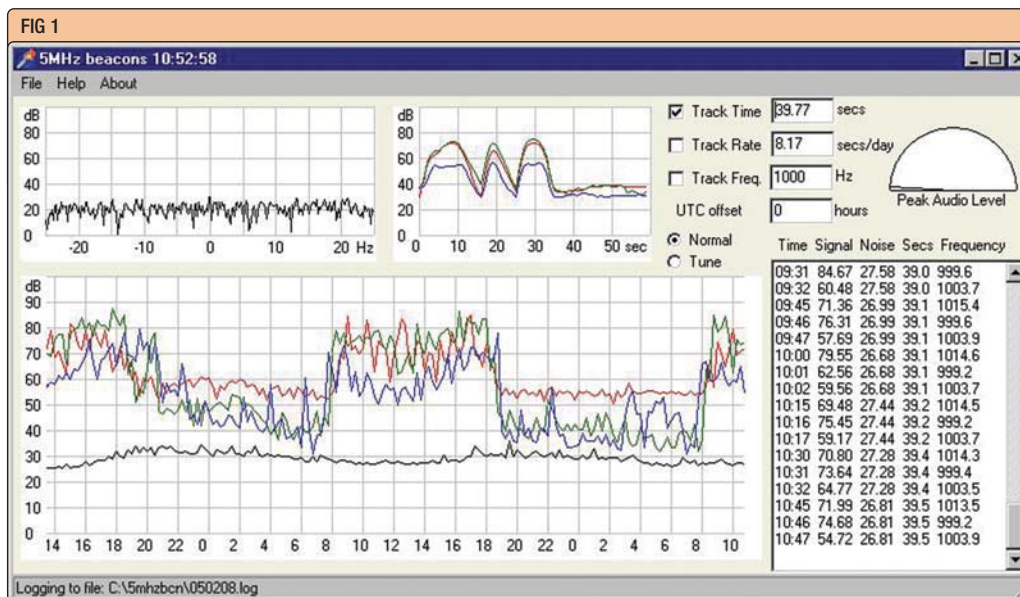 FIG 1
5MHz beacons 10:52:58
File Help About
dB
80
60
40
20
0
-20 -10 0 10 20 Hz
dB
80
60
40
20
0
0 10 20 30 40 50 sec
Track Time 39.77 secs
Track Rate 8.17 secs/day
Track Freq. 1000 Hz
UTC offset 0 hours
Normal
Tune
Peak Audio Level
Time Signal Noise Secs Frequency
09:31 84.67 27.58 39.0 999.6
09:32 60.48 27.58 39.0 1003.7
09:45 71.36 26.99 39.1 1015.4
09:46 76.31 26.99 39.1 999.6
09:47 57.69 26.99 39.1 1003.9
10:00 79.55 26.68 39.1 1014.6
10:01 62.56 26.68 39.1 999.2
10:02 59.56 26.68 39.1 1003.7
10:15 69.48 27.44 39.2 1014.5
10:16 75.45 27.44 39.2 999.2
10:17 59.17 27.44 39.2 1003.7
10:30 70.80 27.28 39.4 1014.3
10:31 73.64 27.28 39.4 999.4
10:32 64.77 27.28 39.4 1003.5
10:45 71.99 26.81 39.5 1013.5
10:46 74.68 26.81 39.5 999.2
10:47 54.72 26.81 39.5 1003.9
dB
90
80
70
60
50
40
30
20
10
0
14 16 18 20 22 0 2 4 6 8 10 12 14 16 18 20 22 0 2 4 6 8 10
Logging to file: C:\5mhzbcn\050208.log